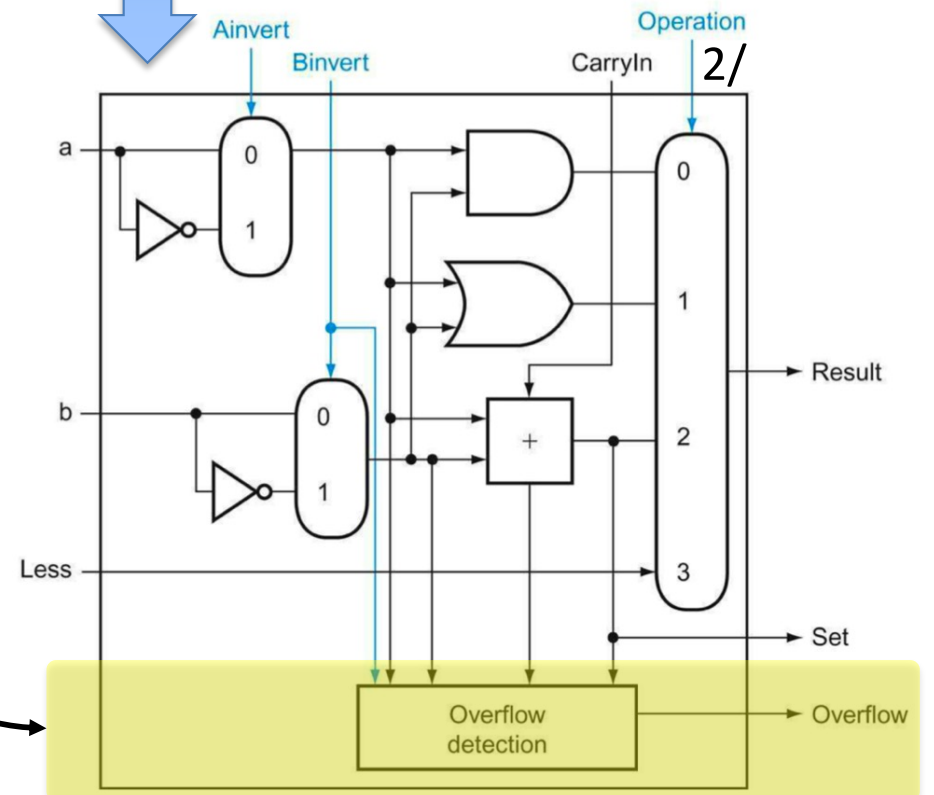 Ainvert
Operation
Binvert
CarryIn
2/
a
0
1
0
1
b
0
+
2
1
Less
3
Result
Set
Overflow
detection
Overflow